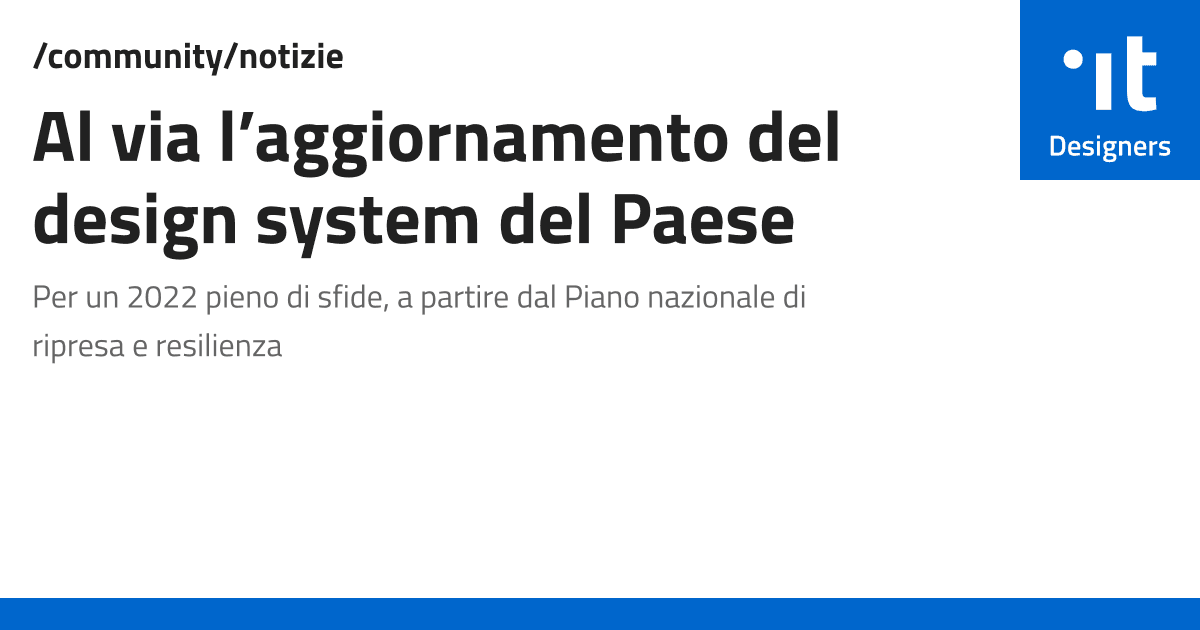 /community/notizie
Al via l’aggiornamento del
design system del Paese
Per un 2022 pieno di sfide, a partire dal Piano nazionale di
ripresa e resilienza
it
Designers